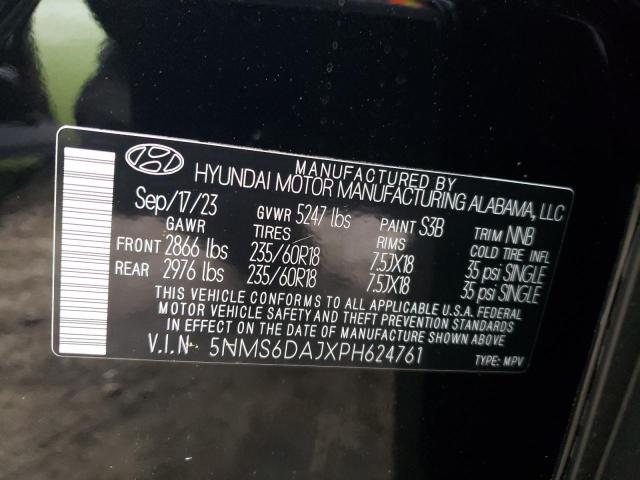 MANUFACTURED BY
HYUNDAI MOTOR MANUFACTURING ALABAMA, LLC
Sep/17/23 GVWR 5247 lbs PAINT S3B TRIM NNB
GAWR TIRES RIMS COLD TIRE INFL
FRONT 2866 lbs 235/60R18 7.5JX18 35 psi SINGLE
REAR 2976 lbs 235/60R18 7.5JX18 35 psi SINGLE
THIS VEHICLE CONFORMS TO ALL APPLICABLE U.S.A. FEDERAL
MOTOR VEHICLE SAFETY AND THEFT PREVENTION STANDARDS
IN EFFECT ON THE DATE OF MANUFACTURE SHOWN ABOVE.
V.I.N 5NMS6DAJXPH624761 TYPE: MPV